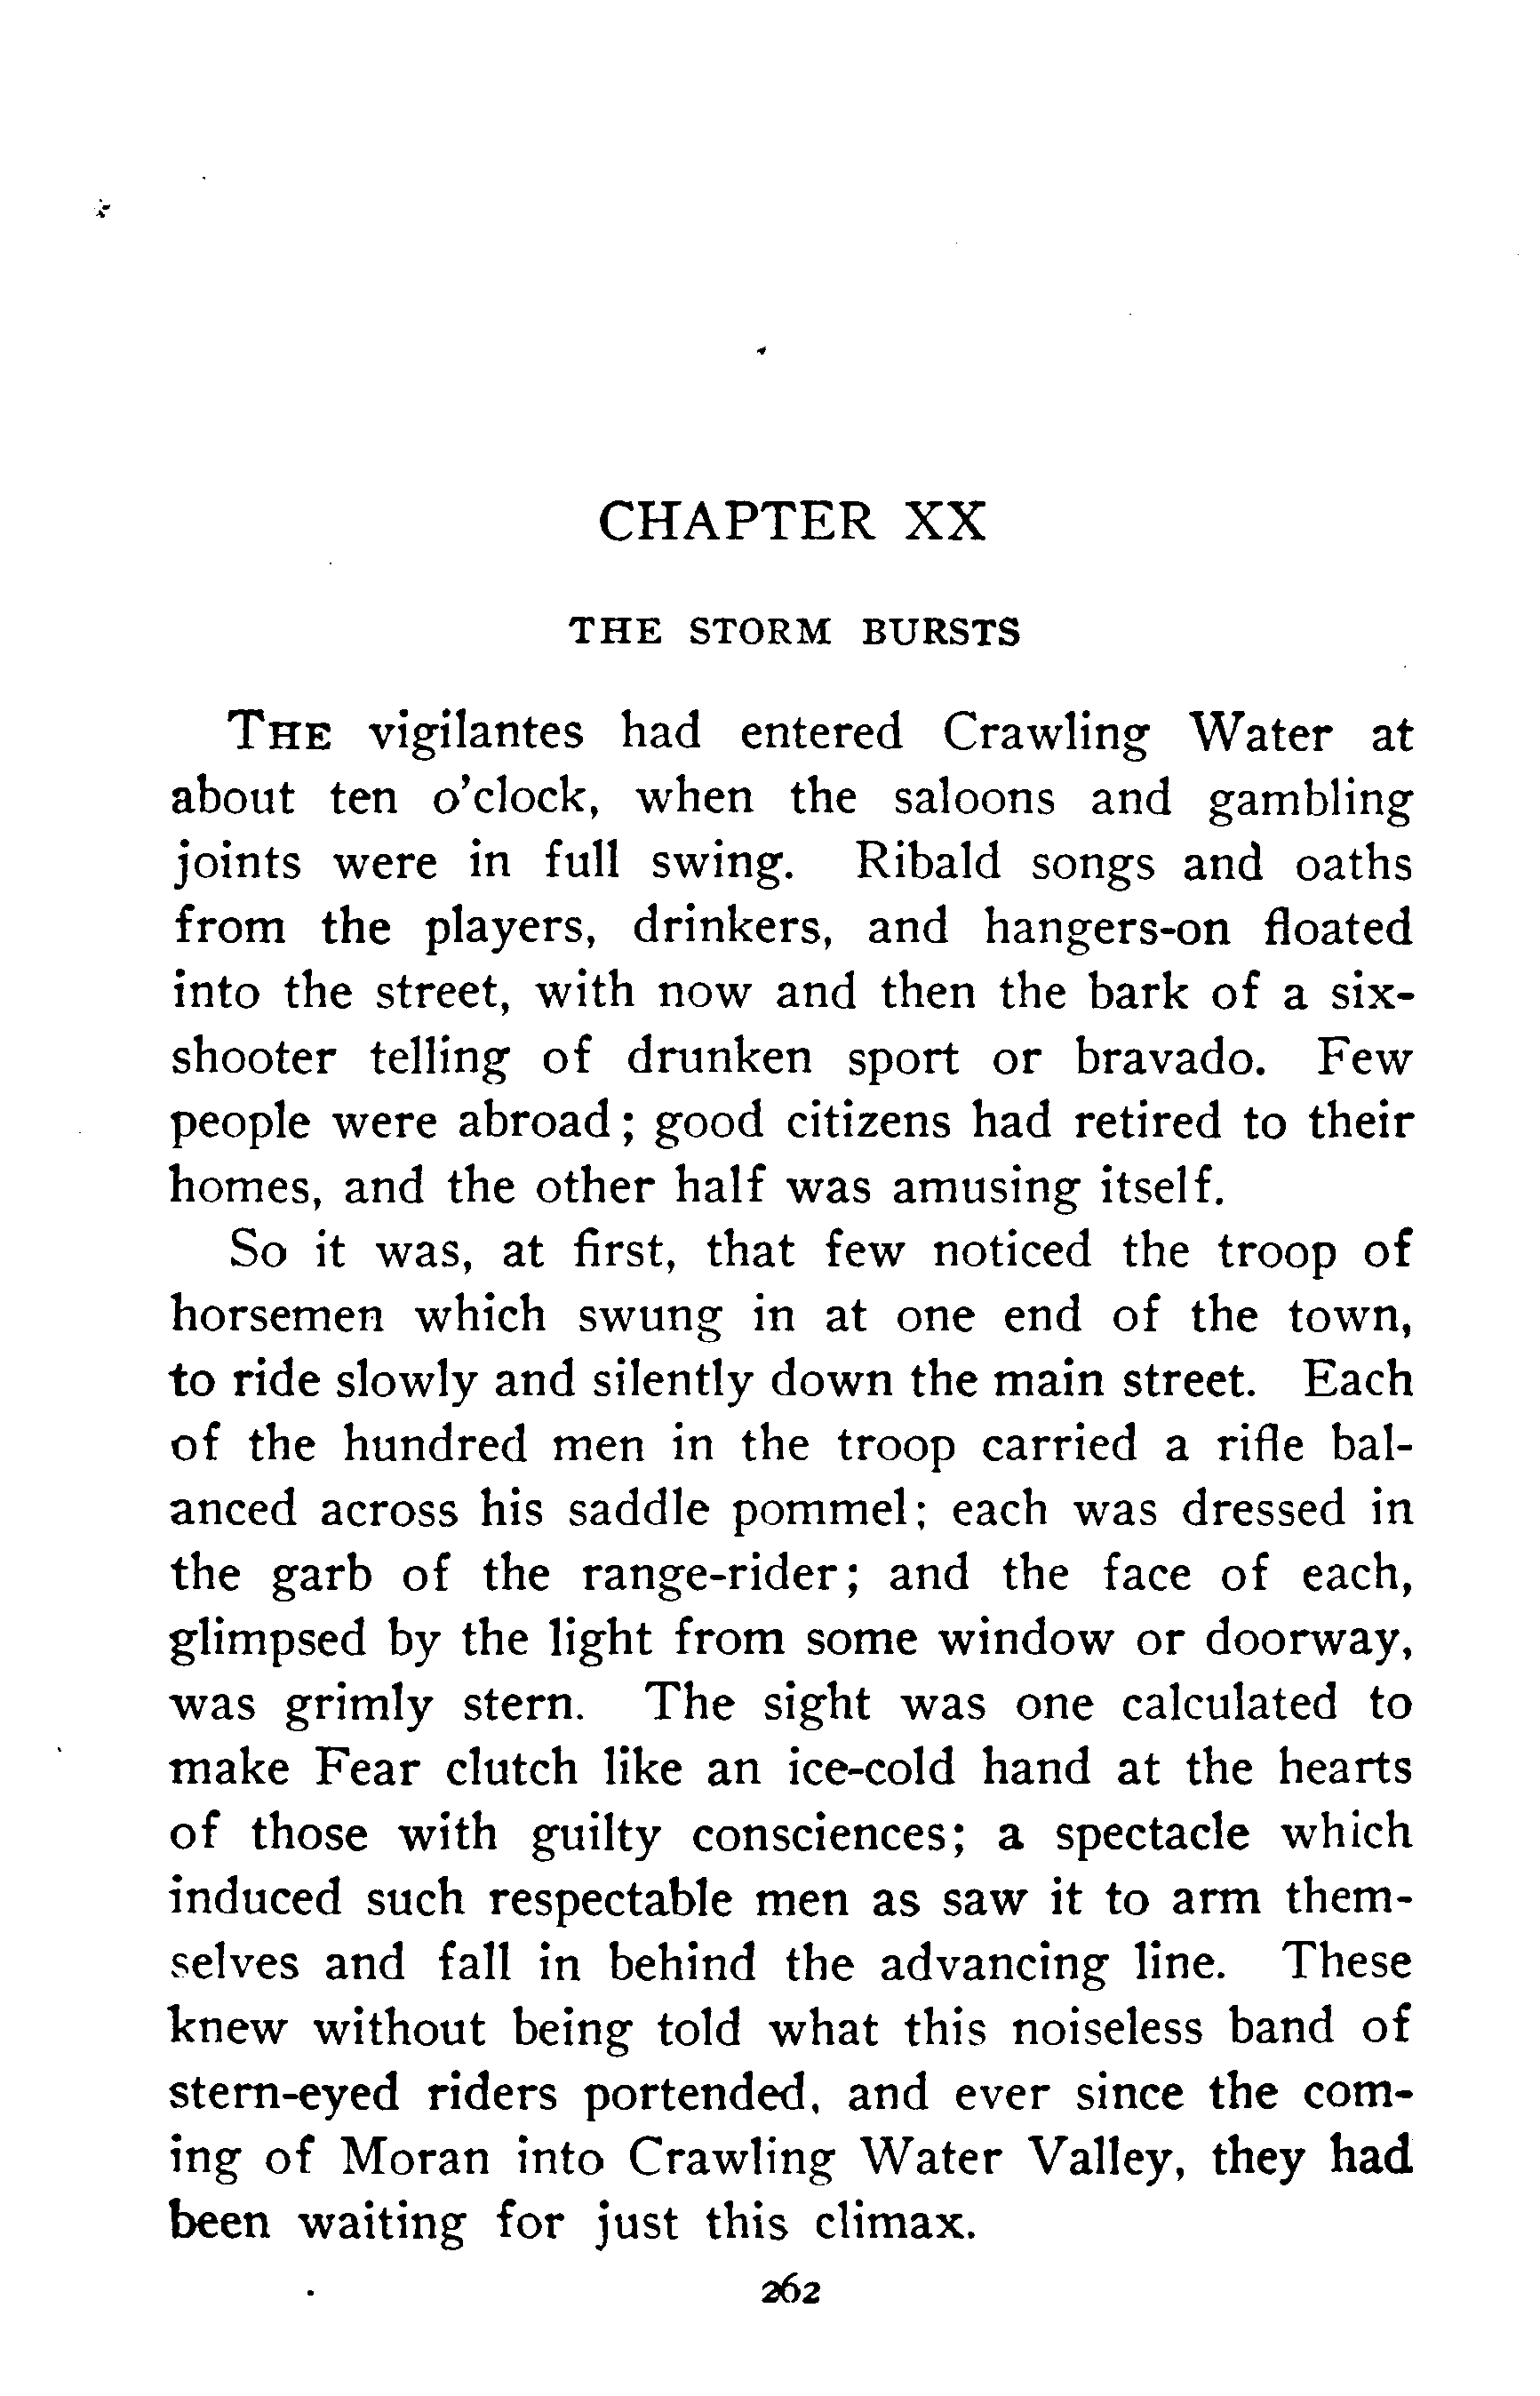 CHAPTER XX
THE STORM BURSTS
THE vigilantes had entered Crawling Water at
about ten o'clock, when the saloons and gambling
joints were in full swing. Ribald songs and oaths
from the players, drinkers, and hangers-on floated
into the street, with now and then the bark of a six-
shooter telling of drunken sport or bravado. Few
people were abroad; good citizens had retired to their
homes, and the other half was amusing itself.
So it was, at first, that few noticed the troop of
horsemen which swung in at one end of the town,
to ride slowly and silently down the main street. Each
of the hundred men in the troop carried a rifle bal-
anced across his saddle pommel; each was dressed in
the garb of the range-rider; and the face of each,
glimpsed by the light from some window or doorway,
was grimly stern. The sight was one calculated to
make Fear clutch like an ice-cold hand at the hearts
of those with guilty consciences; a spectacle which
induced such respectable men as saw it to arm them-
selves and fall in behind the advancing line. These
knew without being told what this noiseless band of
stern-eyed riders portended, and ever since the com-
ing of Moran into Crawling Water Valley, they had
been waiting for just this climax.
262